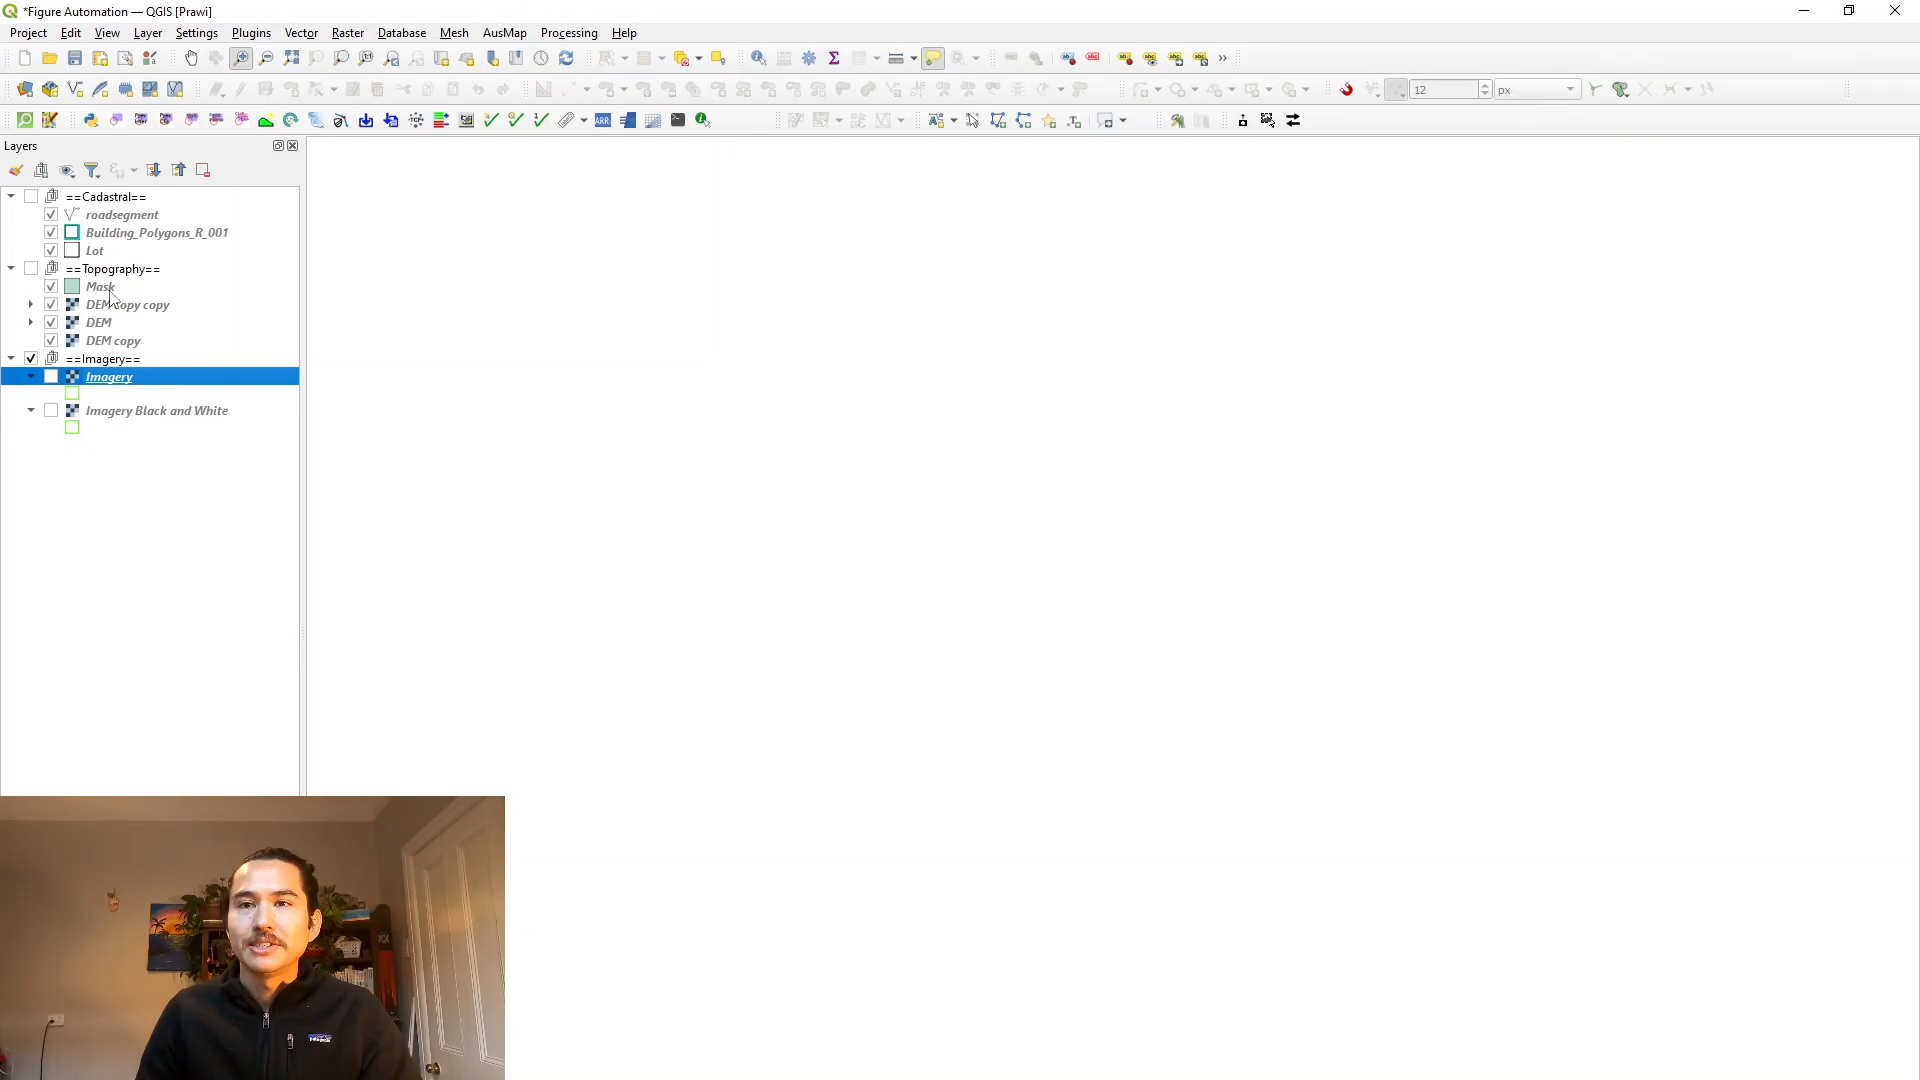 *Figure Automation — QGIS [Prawi]
Project Edit View Layer Settings Plugins Vector Raster Database Mesh AusMap Processing Help
12 px
Layers
==Cadastral==
roadsegment
Building_Polygons_R_001
Lot
==Topography==
Mask
DEM copy copy
DEM
DEM copy
==Imagery==
Imagery
Imagery Black and White